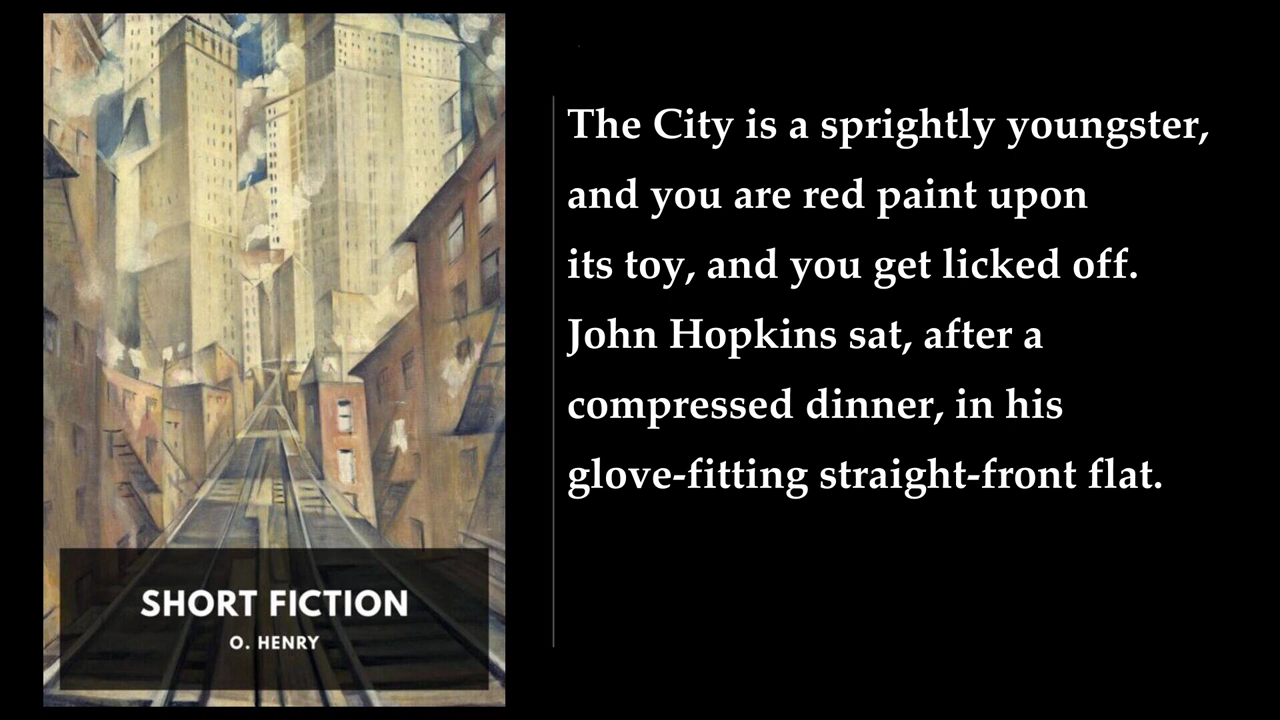 The City is a sprightly youngster,
and you are red paint upon
its toy, and you get licked off.
John Hopkins sat, after a
compressed dinner, in his
glove-fitting straight-front flat.
SHORT FICTION
O. HENRY